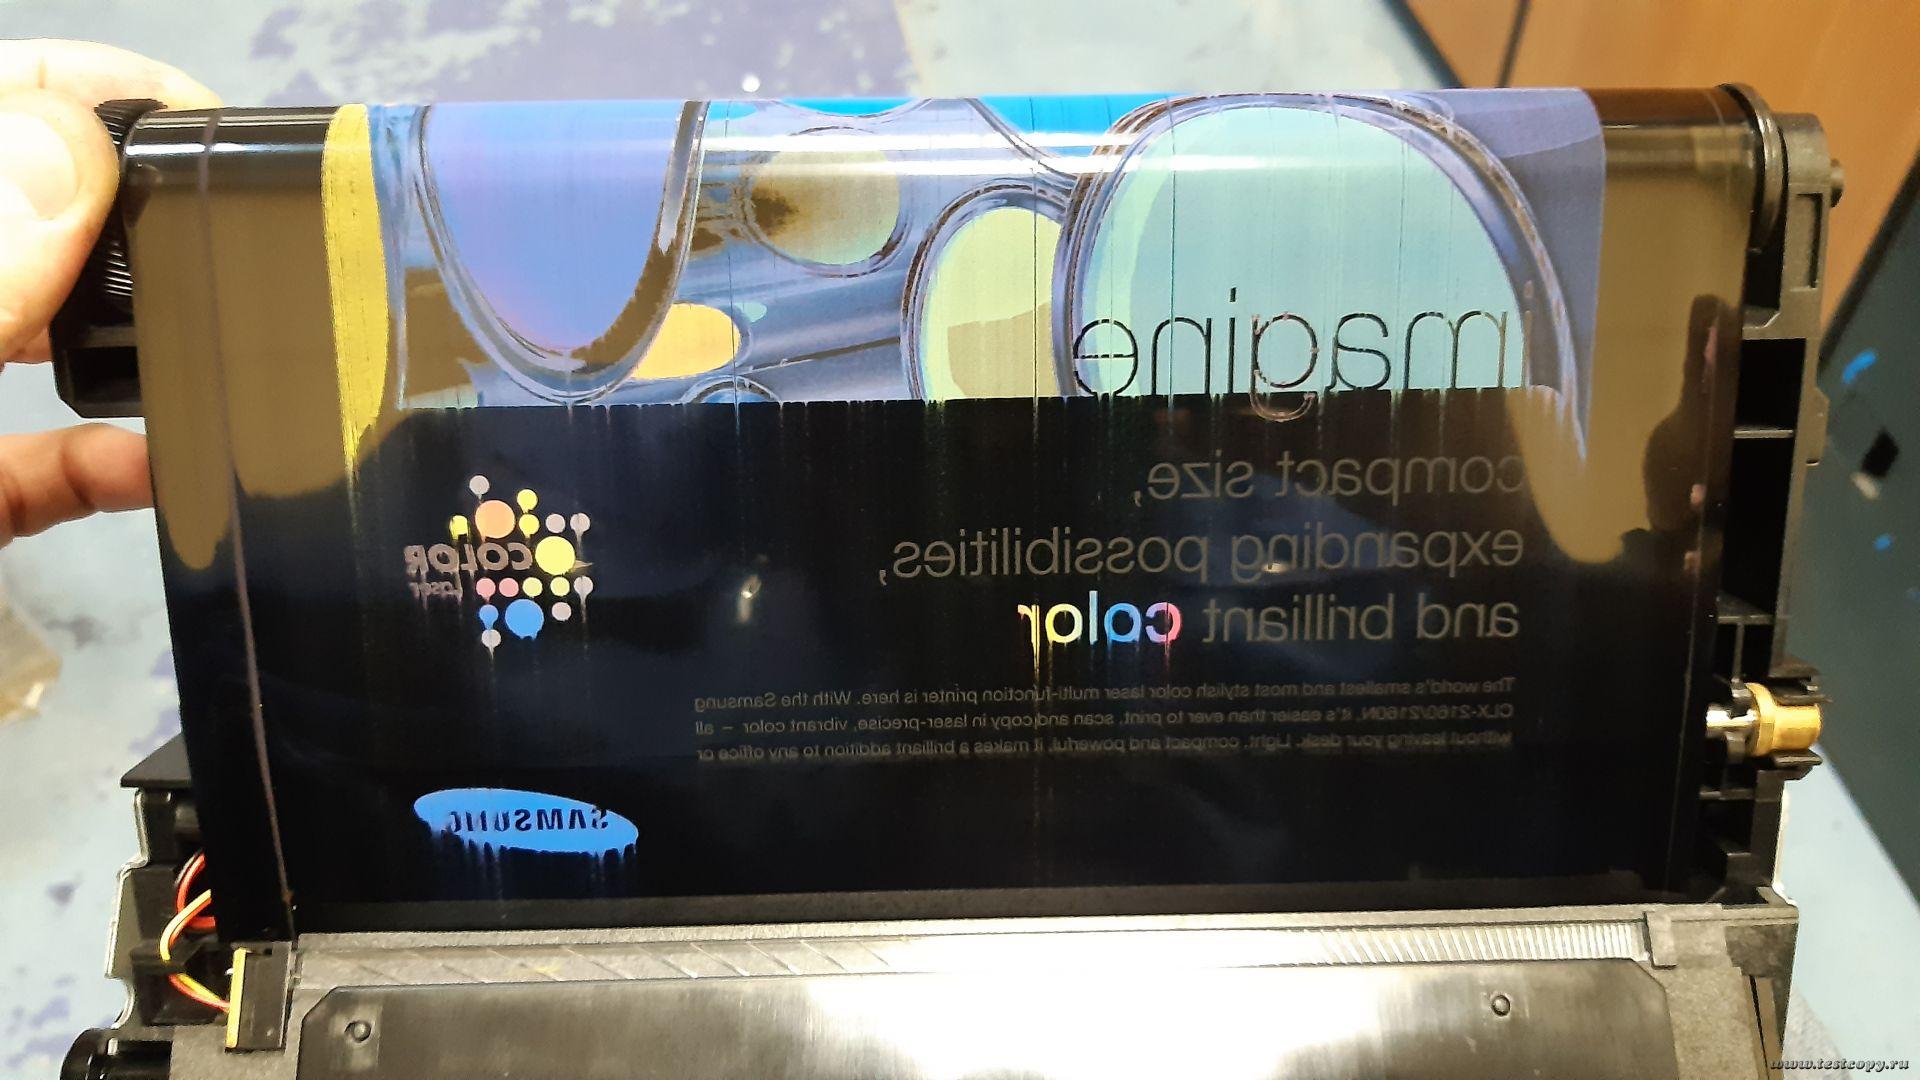 imagine
compact size,
expanding possibilities,
and brilliant color
The world's smallest and most stylish color laser multi-function printer is here. With the Samsung
CLX-2160/2160N, it's easier than ever to print, scan and copy in laser-precise, vibrant color – all
without leaving your desk. Light, compact and powerful, it makes a brilliant addition to any office or
COLOR
Laser
SAMSUNG
www.testcopy.ru